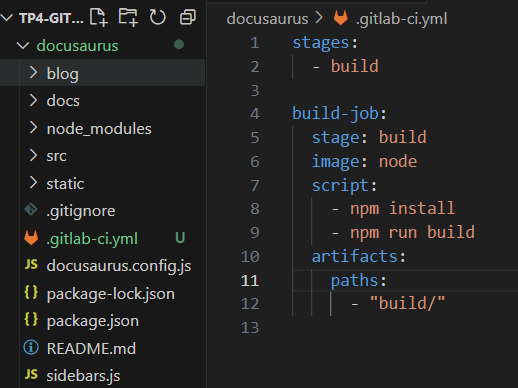 TP4-GIT...
docusaurus
blog
docs
node_modules
src
static
.gitignore
.gitlab-ci.yml U
JS docusaurus.config.js
{} package-lock.json
{} package.json
README.md
JS sidebars.js
docusaurus > .gitlab-ci.yml
1 stages:
2 - build
3
4 build-job:
5 stage: build
6 image: node
7 script:
8 - npm install
9 - npm run build
10 artifacts:
11 paths:
12 - "build/"
13